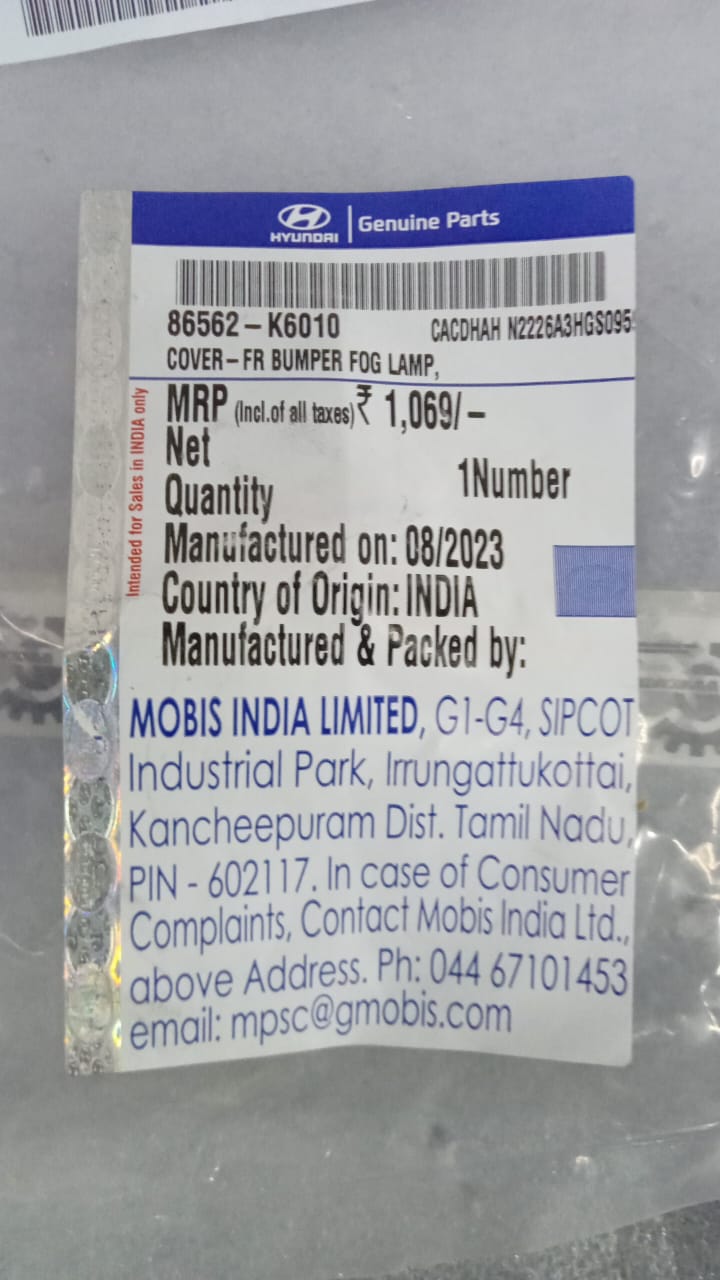 HYUNDAI | Genuine Parts
86562-K6010 CACDHAH N2226A3HGS095
COVER-FR BUMPER FOG LAMP,
MRP (Incl.of all taxes) ₹ 1,069/-
Net
Quantity 1Number
Manufactured on: 08/2023
Country of Origin: INDIA
Manufactured & Packed by:
MOBIS INDIA LIMITED, G1-G4, SIPCOT
Industrial Park, Irrungattukottai,
Kancheepuram Dist. Tamil Nadu,
PIN - 602117. In case of Consumer
Complaints, Contact Mobis India Ltd.,
above Address. Ph: 044 67101453
email: mpsc@gmobis.com
Intended for Sales in INDIA only